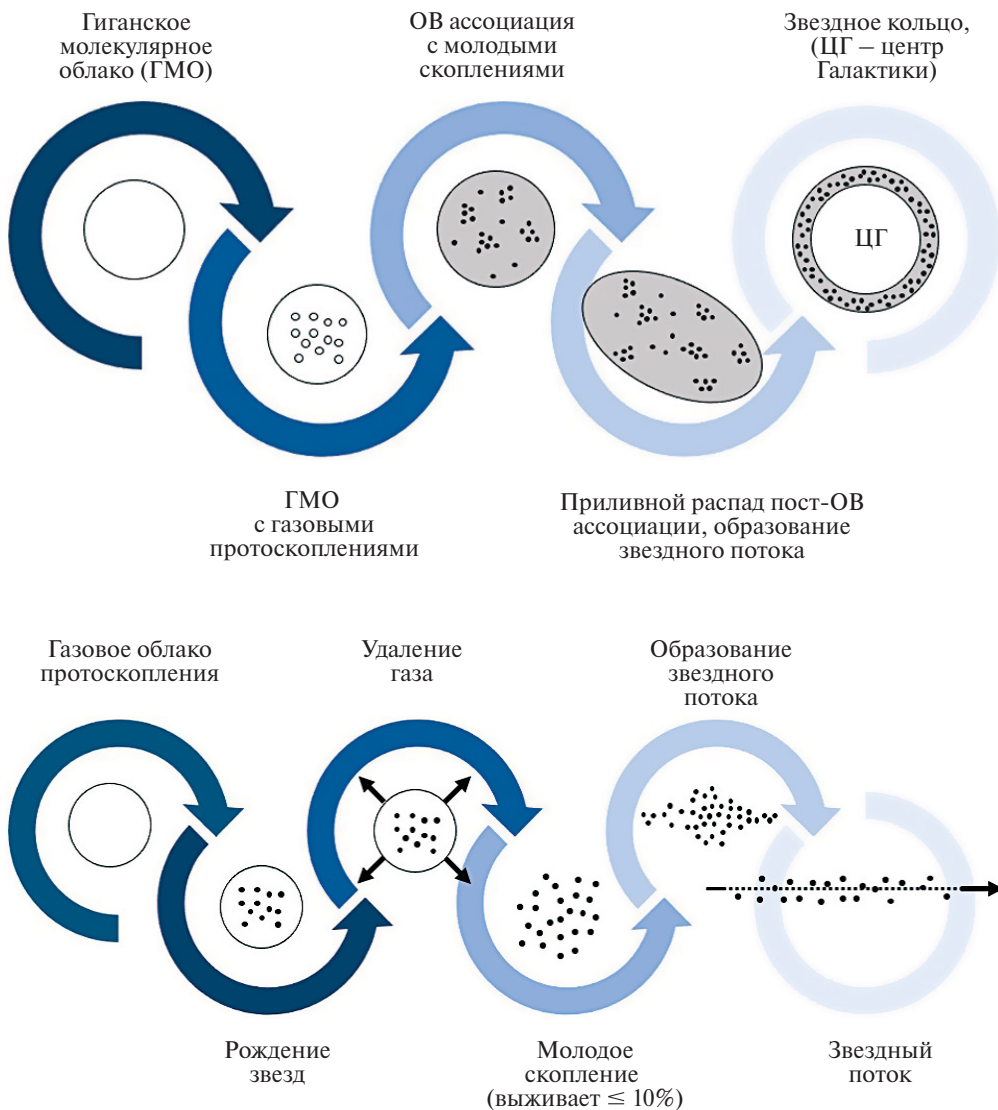 Гиганское
молекулярное
облако (ГМО)
ОВ ассоциация
с молодыми
скоплениями
Звездное кольцо,
(ЦГ – центр
Галактики)
ЦГ
ГМО
с газовыми
протоскоплениями
Приливной распад пост-ОВ
ассоциации, образование
звездного потока
Газовое облако
протоскопления
Удаление
газа
Образование
звездного
потока
Рождение
звезд
Молодое
скопление
(выживает ≤ 10%)
Звездный
поток